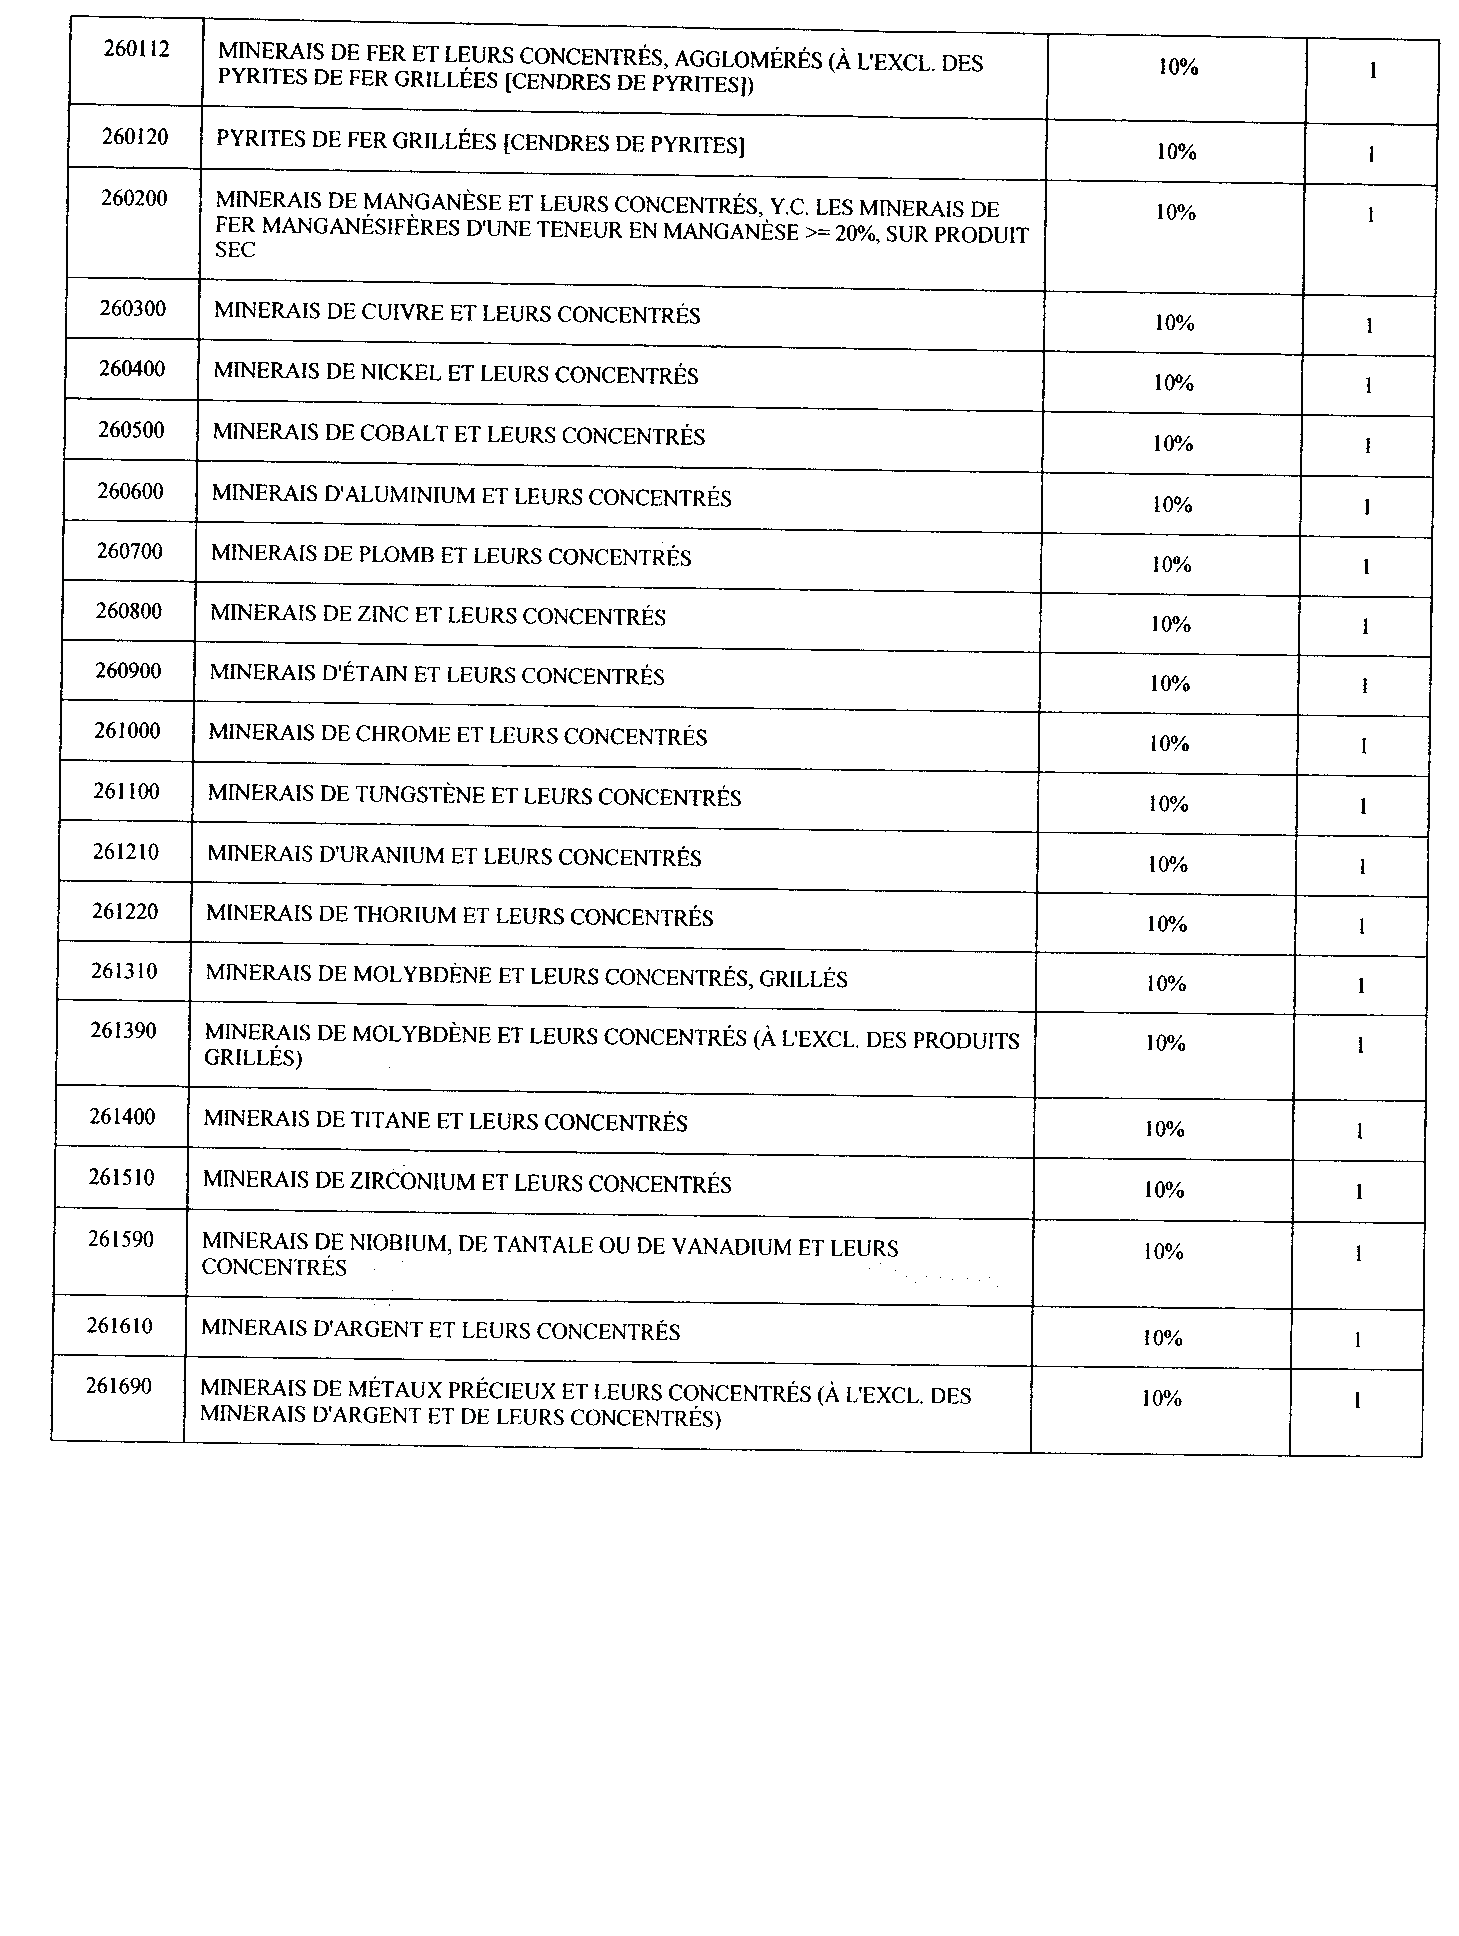 260112 MINERAIS DE FER ET LEURS CONCENTRÉS, AGGLOMÉRÉS (À L'EXCL. DES 10% 1
PYRITES DE FER GRILLÉES [CENDRES DE PYRITES])
260120 PYRITES DE FER GRILLÉES [CENDRES DE PYRITES] 10% 1
260200 MINERAIS DE MANGANÈSE ET LEURS CONCENTRÉS, Y.C. LES MINERAIS DE 10% 1
FER MANGANÉSIFÈRES D'UNE TENEUR EN MANGANÈSE >= 20%, SUR PRODUIT
SEC
260300 MINERAIS DE CUIVRE ET LEURS CONCENTRÉS 10% 1
260400 MINERAIS DE NICKEL ET LEURS CONCENTRÉS 10% 1
260500 MINERAIS DE COBALT ET LEURS CONCENTRÉS 10% 1
260600 MINERAIS D'ALUMINIUM ET LEURS CONCENTRÉS 10% 1
260700 MINERAIS DE PLOMB ET LEURS CONCENTRÉS 10% 1
260800 MINERAIS DE ZINC ET LEURS CONCENTRÉS 10% 1
260900 MINERAIS D'ÉTAIN ET LEURS CONCENTRÉS 10% 1
261000 MINERAIS DE CHROME ET LEURS CONCENTRÉS 10% 1
261100 MINERAIS DE TUNGSTÈNE ET LEURS CONCENTRÉS 10% 1
261210 MINERAIS D'URANIUM ET LEURS CONCENTRÉS 10% 1
261220 MINERAIS DE THORIUM ET LEURS CONCENTRÉS 10% 1
261310 MINERAIS DE MOLYBDÈNE ET LEURS CONCENTRÉS, GRILLÉS 10% 1
261390 MINERAIS DE MOLYBDÈNE ET LEURS CONCENTRÉS (À L'EXCL. DES PRODUITS 10% 1
GRILLÉS)
261400 MINERAIS DE TITANE ET LEURS CONCENTRÉS 10% 1
261510 MINERAIS DE ZIRCONIUM ET LEURS CONCENTRÉS 10% 1
261590 MINERAIS DE NIOBIUM, DE TANTALE OU DE VANADIUM ET LEURS 10% 1
CONCENTRÉS
261610 MINERAIS D'ARGENT ET LEURS CONCENTRÉS 10% 1
261690 MINERAIS DE MÉTAUX PRÉCIEUX ET LEURS CONCENTRÉS (À L'EXCL. DES 10% 1
MINERAIS D'ARGENT ET DE LEURS CONCENTRÉS)